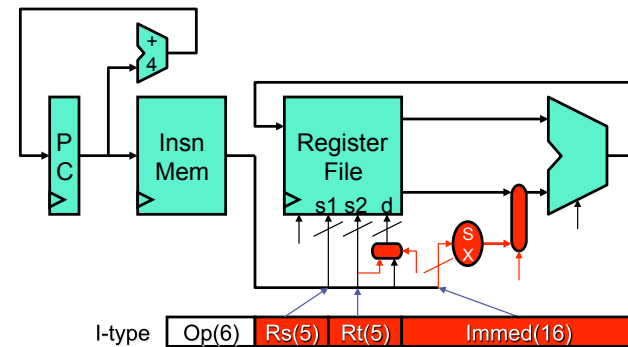 +
4
P
C
Insn
Mem
Register
File
s1 s2 d
S
X
I-type Op(6) Rs(5) Rt(5) Immed(16)